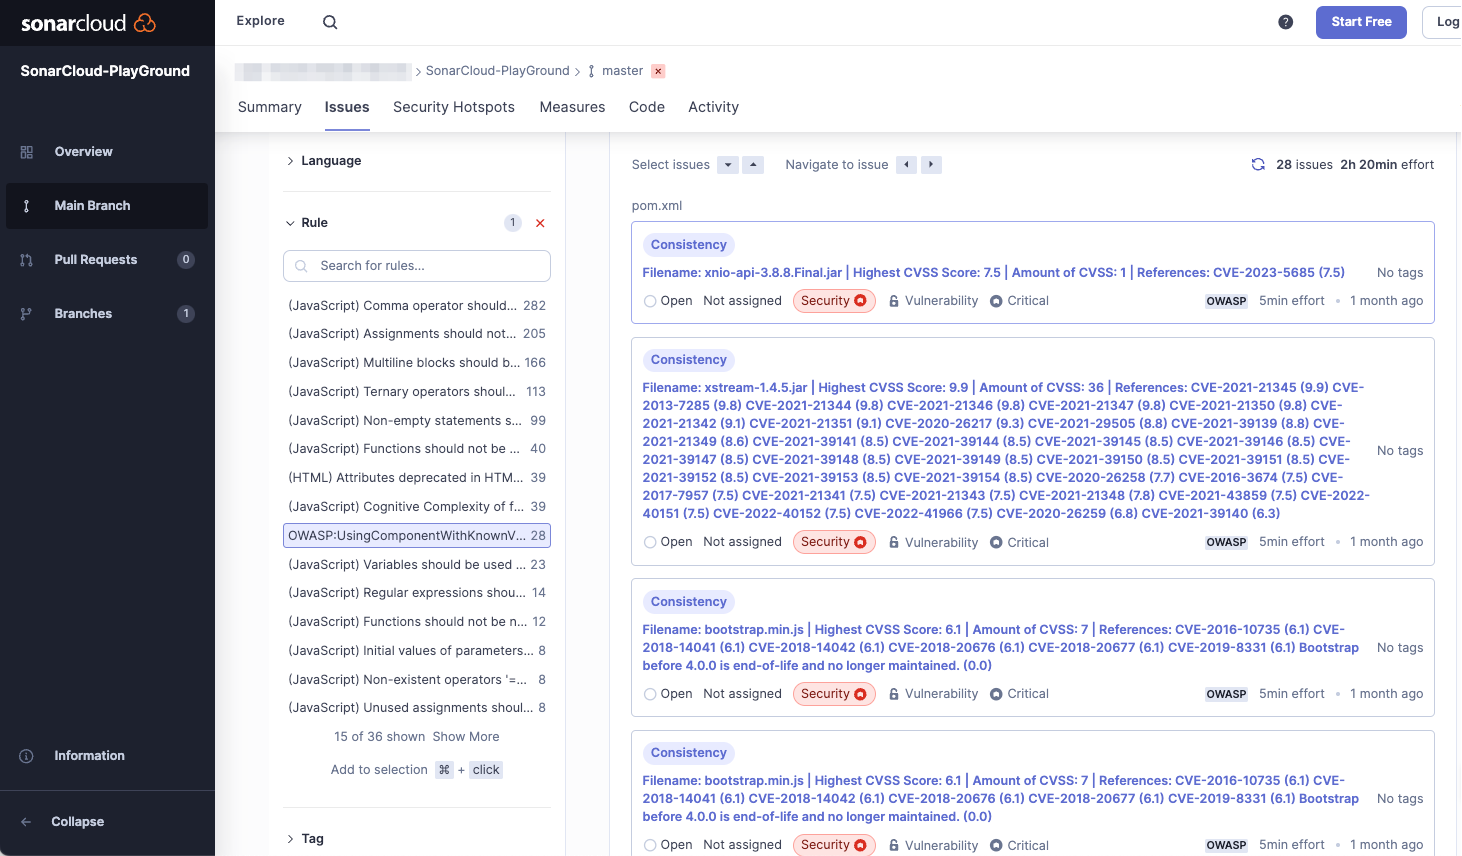 sonarcloud
Explore
?
Start Free
Log
SonarCloud-PlayGround
> SonarCloud-PlayGround > master
Summary Issues Security Hotspots Measures Code Activity
Overview
Main Branch
Pull Requests 0
Branches 1
Information
Collapse
Language
Rule 1
Search for rules...
(JavaScript) Comma operator should... 282
(JavaScript) Assignments should not... 205
(JavaScript) Multiline blocks should b... 166
(JavaScript) Ternary operators shoul... 113
(JavaScript) Non-empty statements s... 99
(JavaScript) Functions should not be ... 40
(HTML) Attributes deprecated in HTM... 39
(JavaScript) Cognitive Complexity of f... 39
OWASP:UsingComponentWithKnownV... 28
(JavaScript) Variables should be used ... 23
(JavaScript) Regular expressions shou... 14
(JavaScript) Functions should not be n... 12
(JavaScript) Initial values of parameters... 8
(JavaScript) Non-existent operators '=... 8
(JavaScript) Unused assignments shoul... 8
15 of 36 shown Show More
Add to selection ⌘ + click
Tag
Select issues Navigate to issue 28 issues 2h 20min effort
pom.xml
Consistency
Filename: xnio-api-3.8.8.Final.jar | Highest CVSS Score: 7.5 | Amount of CVSS: 1 | References: CVE-2023-5685 (7.5) No tags
Open Not assigned Security Vulnerability Critical OWASP 5min effort • 1 month ago
Consistency
Filename: xstream-1.4.5.jar | Highest CVSS Score: 9.9 | Amount of CVSS: 36 | References: CVE-2021-21345 (9.9) CVE-
2013-7285 (9.8) CVE-2021-21344 (9.8) CVE-2021-21346 (9.8) CVE-2021-21347 (9.8) CVE-2021-21350 (9.8) CVE-
2021-21342 (9.1) CVE-2021-21351 (9.1) CVE-2020-26217 (9.3) CVE-2021-29505 (8.8) CVE-2021-39139 (8.8) CVE-
2021-21349 (8.6) CVE-2021-39141 (8.5) CVE-2021-39144 (8.5) CVE-2021-39145 (8.5) CVE-2021-39146 (8.5) CVE-
2021-39147 (8.5) CVE-2021-39148 (8.5) CVE-2021-39149 (8.5) CVE-2021-39150 (8.5) CVE-2021-39151 (8.5) CVE-
2021-39152 (8.5) CVE-2021-39153 (8.5) CVE-2021-39154 (8.5) CVE-2020-26258 (7.7) CVE-2016-3674 (7.5) CVE-
2017-7957 (7.5) CVE-2021-21341 (7.5) CVE-2021-21343 (7.5) CVE-2021-21348 (7.8) CVE-2021-43859 (7.5) CVE-2022-
40151 (7.5) CVE-2022-40152 (7.5) CVE-2022-41966 (7.5) CVE-2020-26259 (6.8) CVE-2021-39140 (6.3)
No tags
Open Not assigned Security Vulnerability Critical OWASP 5min effort • 1 month ago
Consistency
Filename: bootstrap.min.js | Highest CVSS Score: 6.1 | Amount of CVSS: 7 | References: CVE-2016-10735 (6.1) CVE-
2018-14041 (6.1) CVE-2018-14042 (6.1) CVE-2018-20676 (6.1) CVE-2018-20677 (6.1) CVE-2019-8331 (6.1) Bootstrap
before 4.0.0 is end-of-life and no longer maintained. (0.0)
No tags
Open Not assigned Security Vulnerability Critical OWASP 5min effort • 1 month ago
Consistency
Filename: bootstrap.min.js | Highest CVSS Score: 6.1 | Amount of CVSS: 7 | References: CVE-2016-10735 (6.1) CVE-
2018-14041 (6.1) CVE-2018-14042 (6.1) CVE-2018-20676 (6.1) CVE-2018-20677 (6.1) CVE-2019-8331 (6.1) Bootstrap
before 4.0.0 is end-of-life and no longer maintained. (0.0)
No tags
Open Not assigned Security Vulnerability Critical OWASP 5min effort • 1 month ago